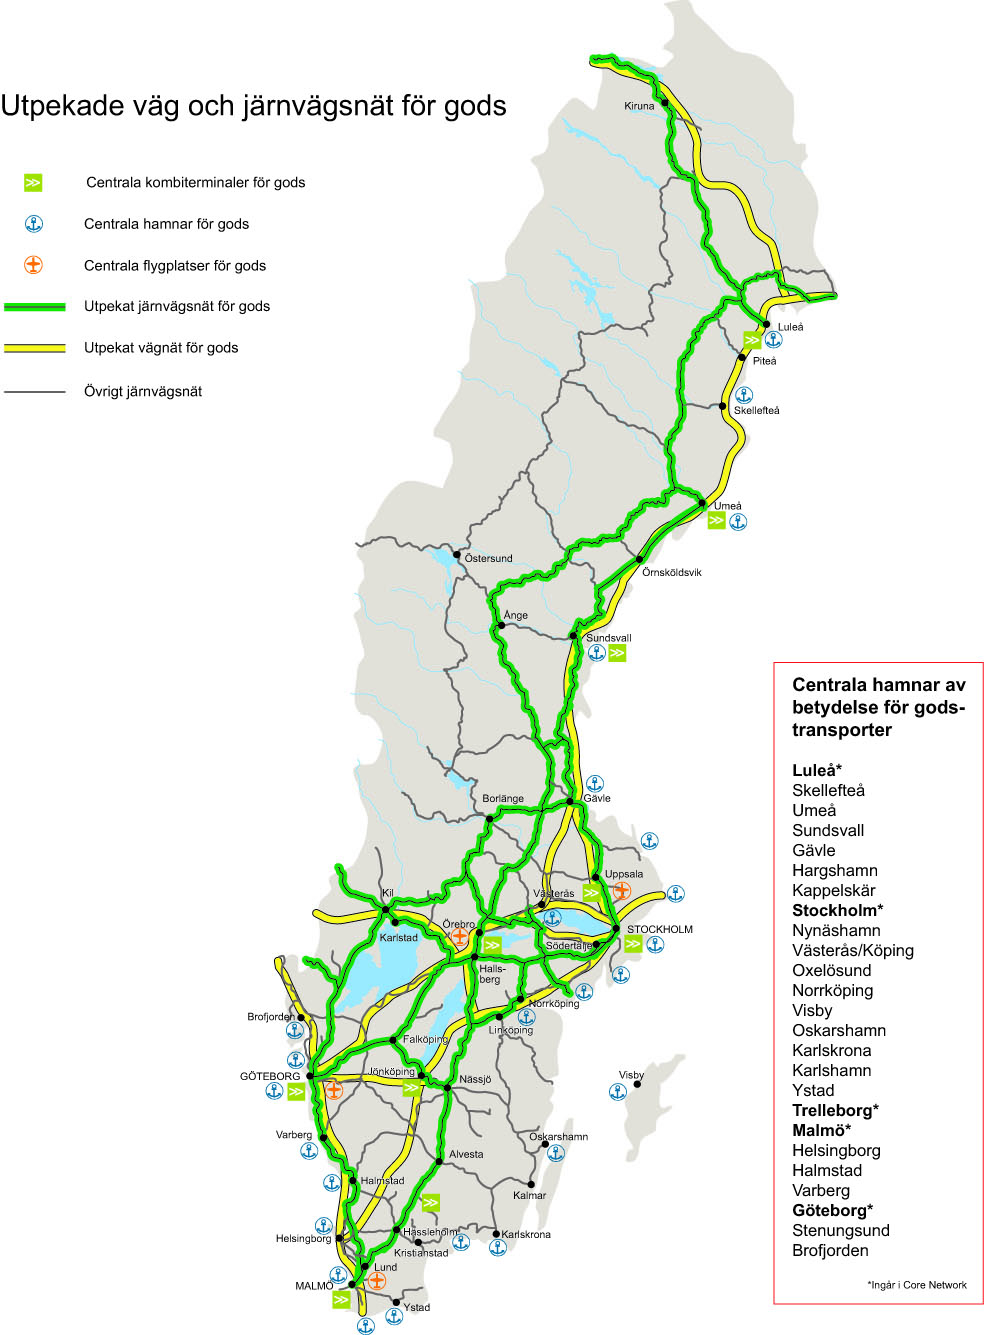 Utpekade väg och järnvägsnät för gods
Centrala kombiterminaler för gods
Centrala hamnar för gods
Centrala flygplatser för gods
Utpekat järnvägsnät för gods
Utpekat vägnät för gods
Övrigt järnvägsnät
Kiruna
Luleå
Piteå
Skellefteå
Umeå
Östersund
Örnsköldsvik
Ånge
Sundsvall
Borlänge
Gävle
Uppsala
Kil
Västerås
Örebro
STOCKHOLM
Karlstad
Södertälje
Halls-
berg
Norrköping
Brofjorden
Linköping
Falköping
GÖTEBORG
Jönköping
Nässjö
Visby
Varberg
Oskarshamn
Alvesta
Halmstad
Kalmar
Helsingborg
Hässleholm
Karlskrona
Kristianstad
Lund
MALMÖ
Ystad
Centrala hamnar av
betydelse för gods-
transporter
Luleå*
Skellefteå
Umeå
Sundsvall
Gävle
Hargshamn
Kappelskär
Stockholm*
Nynäshamn
Västerås/Köping
Oxelösund
Norrköping
Visby
Oskarshamn
Karlskrona
Karlshamn
Ystad
Trelleborg*
Malmö*
Helsingborg
Halmstad
Varberg
Göteborg*
Stenungsund
Brofjorden
*Ingår i Core Network